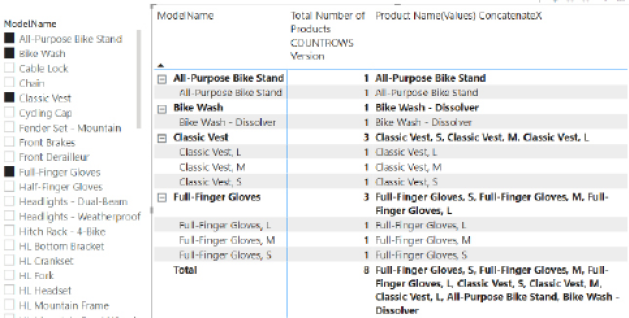 ModelName
All-Purpose Bike Stand
Bike Wash
Cable Lock
Chain
Classic Vest
Cycling Cap
Fender Set - Mountain
Front Brakes
Front Derailleur
Full-Finger Gloves
Half-Finger Gloves
Headlights - Dual-Beam
Headlights - Weatherproof
Hitch Rack - 4-Bike
HL Bottom Bracket
HL Crankset
HL Fork
HL Headset
HL Mountain Frame
ModelName Total Number of Product Name(Values) ConcatenateX
Products
COUNTROWS
Version
All-Purpose Bike Stand 1 All-Purpose Bike Stand
All-Purpose Bike Stand 1 All-Purpose Bike Stand
Bike Wash 1 Bike Wash - Dissolver
Bike Wash - Dissolver 1 Bike Wash - Dissolver
Classic Vest 3 Classic Vest, S, Classic Vest, M, Classic Vest, L
Classic Vest, L 1 Classic Vest, L
Classic Vest, M 1 Classic Vest, M
Classic Vest, S 1 Classic Vest, S
Full-Finger Gloves 3 Full-Finger Gloves, S, Full-Finger Gloves, M, Full-
Finger Gloves, L
Full-Finger Gloves, L 1 Full-Finger Gloves, L
Full-Finger Gloves, M 1 Full-Finger Gloves, M
Full-Finger Gloves, S 1 Full-Finger Gloves, S
Total 8 Full-Finger Gloves, S, Full-Finger Gloves, M, Full-
Finger Gloves, L, Classic Vest, S, Classic Vest, M,
Classic Vest, L, All-Purpose Bike Stand, Bike Wash -
Dissolver